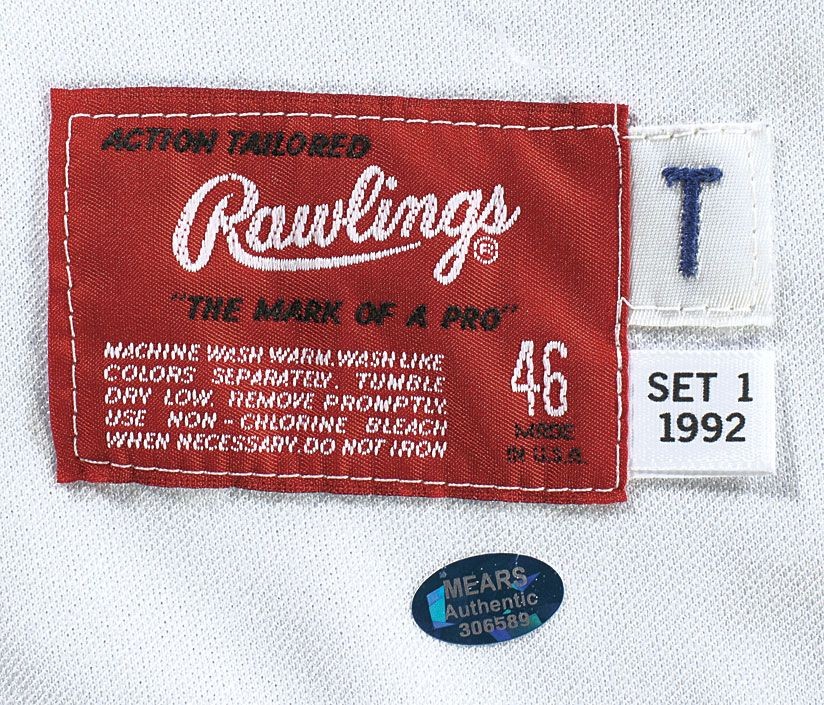 ACTION TAILORED
Rawlings®
"THE MARK OF A PRO"
MACHINE WASH WARM. WASH LIKE
COLORS SEPARATELY. TUMBLE
DRY LOW. REMOVE PROMPTLY.
USE NON - CHLORINE BLEACH
WHEN NECESSARY. DO NOT IRON
46
MADE
IN U.S.A.
T
SET 1
1992
MEARS
Authentic
306589